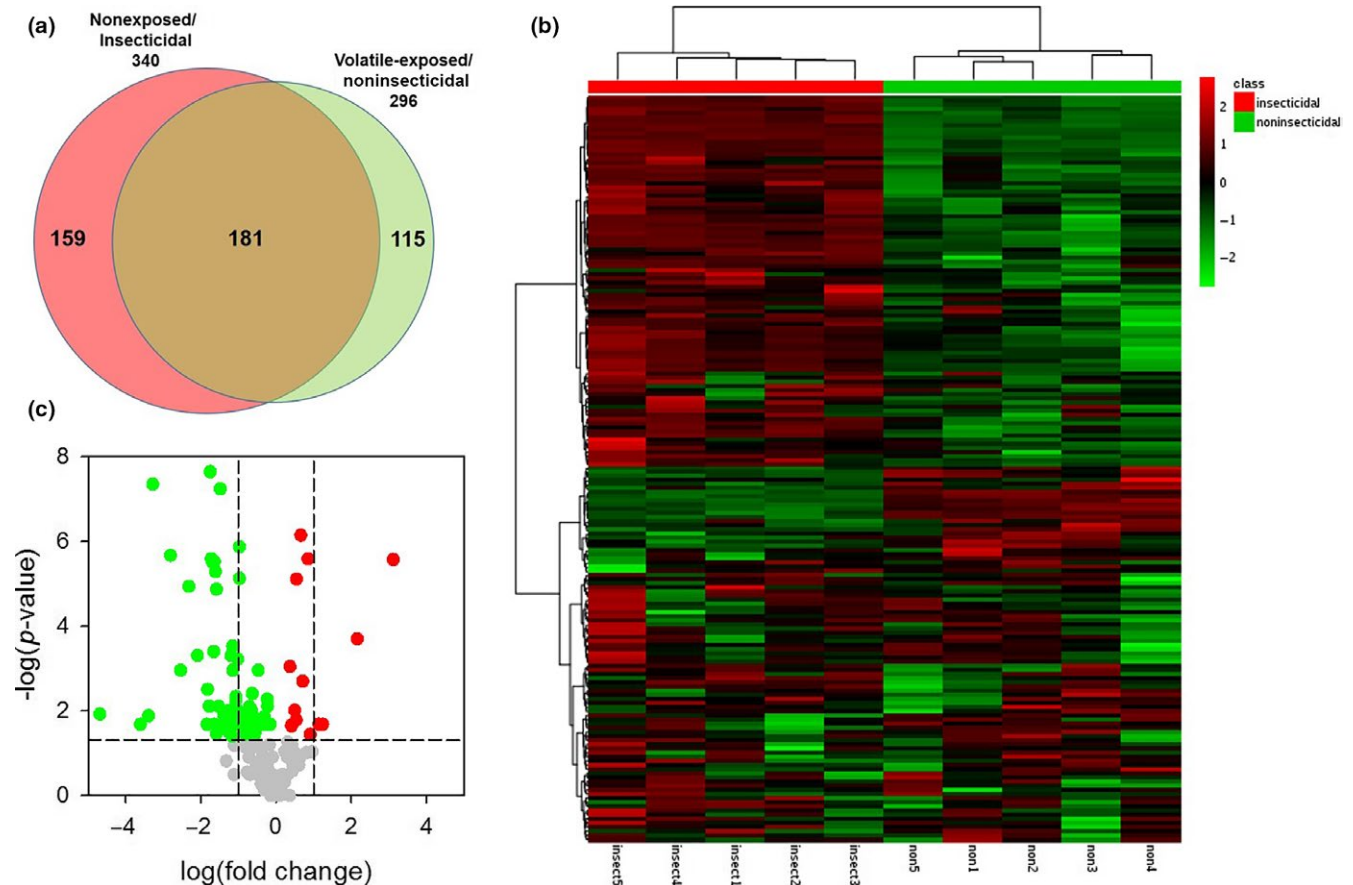 (a)
Nonexposed/
Insecticidal
340
Volatile-exposed/
noninsecticidal
296
159
181
115
(b)
class
insecticidal
noninsecticidal
2
1
0
−1
−2
insect5
insect4
insect1
insect2
insect3
non5
non1
non2
non3
non4
(c)
-log(p-value)
8
6
4
2
0
−4
−2
0
2
4
log(fold change)